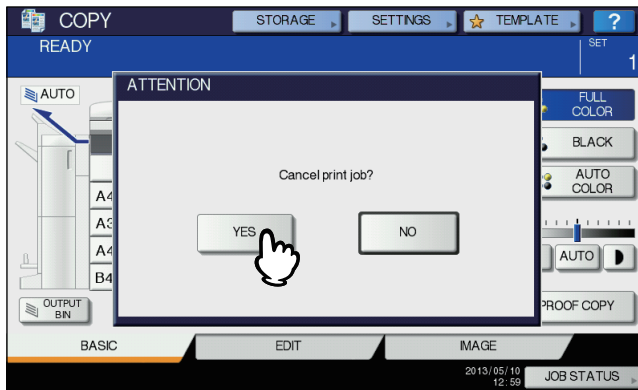 COPY
STORAGE
SETTINGS
TEMPLATE
?
READY
SET
1
AUTO
ATTENTION
Cancel print job?
YES
NO
A4
A3
A4
B4
OUTPUT
BIN
FULL
COLOR
BLACK
AUTO
COLOR
AUTO
PROOF COPY
BASIC
EDIT
IMAGE
2013/05/10
12:59
JOB STATUS